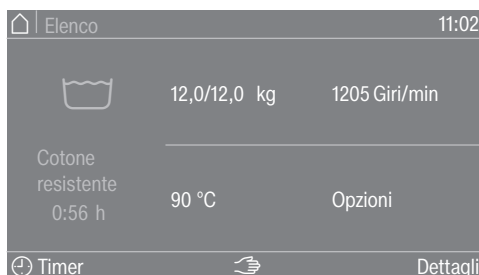 Elenco 11:02
12,0/12,0 kg 1205 Giri/min
Cotone
resistente
0:56 h
90 °C Opzioni
Timer Dettagli